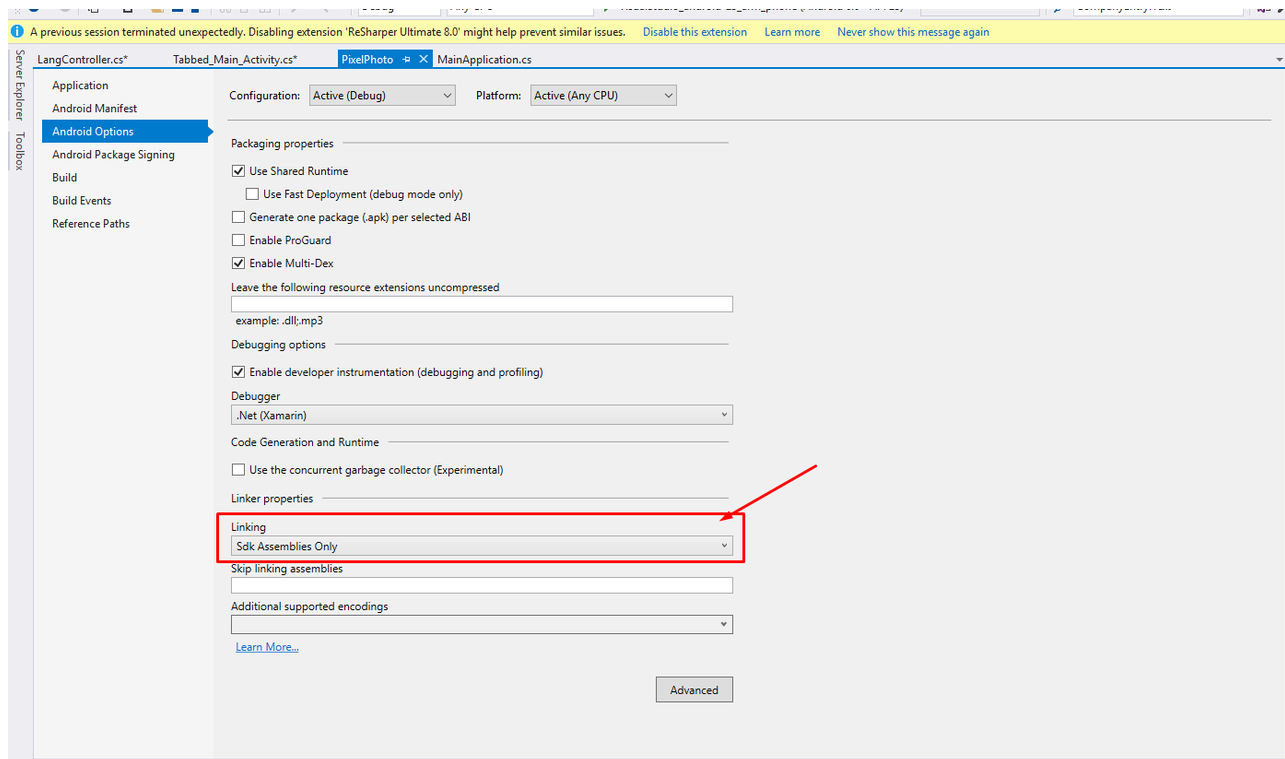 A previous session terminated unexpectedly. Disabling extension 'ReSharper Ultimate 8.0' might help prevent similar issues. Disable this extension Learn more Never show this message again
Server Explorer
Toolbox
LangController.cs* Tabbed_Main_Activity.cs* PixelPhoto MainApplication.cs
Application
Android Manifest
Android Options
Android Package Signing
Build
Build Events
Reference Paths
Configuration: Active (Debug) Platform: Active (Any CPU)
Packaging properties
Use Shared Runtime
Use Fast Deployment (debug mode only)
Generate one package (.apk) per selected ABI
Enable ProGuard
Enable Multi-Dex
Leave the following resource extensions uncompressed
example: .dll;.mp3
Debugging options
Enable developer instrumentation (debugging and profiling)
Debugger
.Net (Xamarin)
Code Generation and Runtime
Use the concurrent garbage collector (Experimental)
Linker properties
Linking
Sdk Assemblies Only
Skip linking assemblies
Additional supported encodings
Learn More...
Advanced